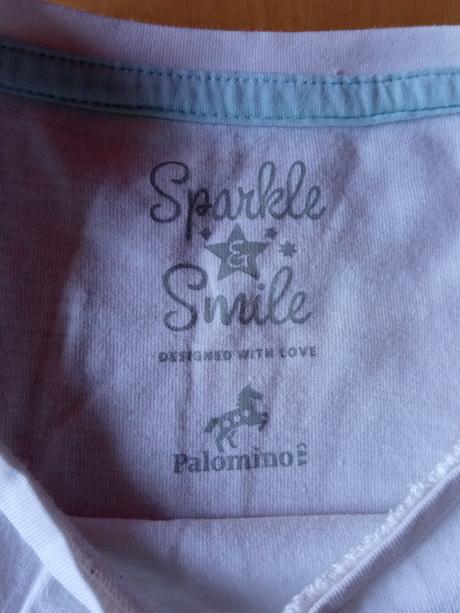 Sparkle
&
Smile
DESIGNED WITH LOVE
Palomino